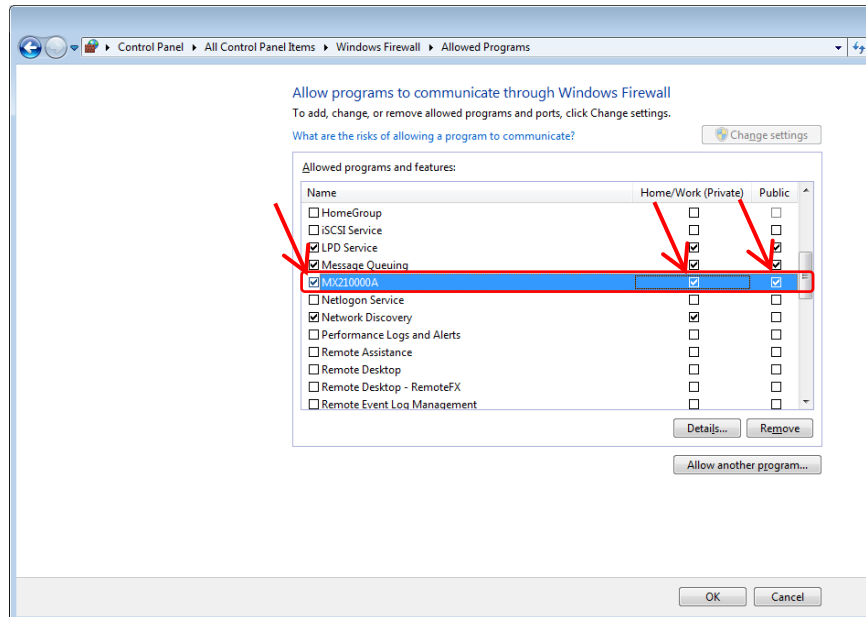 Control Panel ▸ All Control Panel Items ▸ Windows Firewall ▸ Allowed Programs
Allow programs to communicate through Windows Firewall
To add, change, or remove allowed programs and ports, click Change settings.
What are the risks of allowing a program to communicate?
Change settings
Allowed programs and features:
Name Home/Work (Private) Public
HomeGroup
iSCSI Service
LPD Service
Message Queuing
MX210000A
Netlogon Service
Network Discovery
Performance Logs and Alerts
Remote Assistance
Remote Desktop
Remote Desktop - RemoteFX
Remote Event Log Management
Details... Remove
Allow another program...
OK Cancel